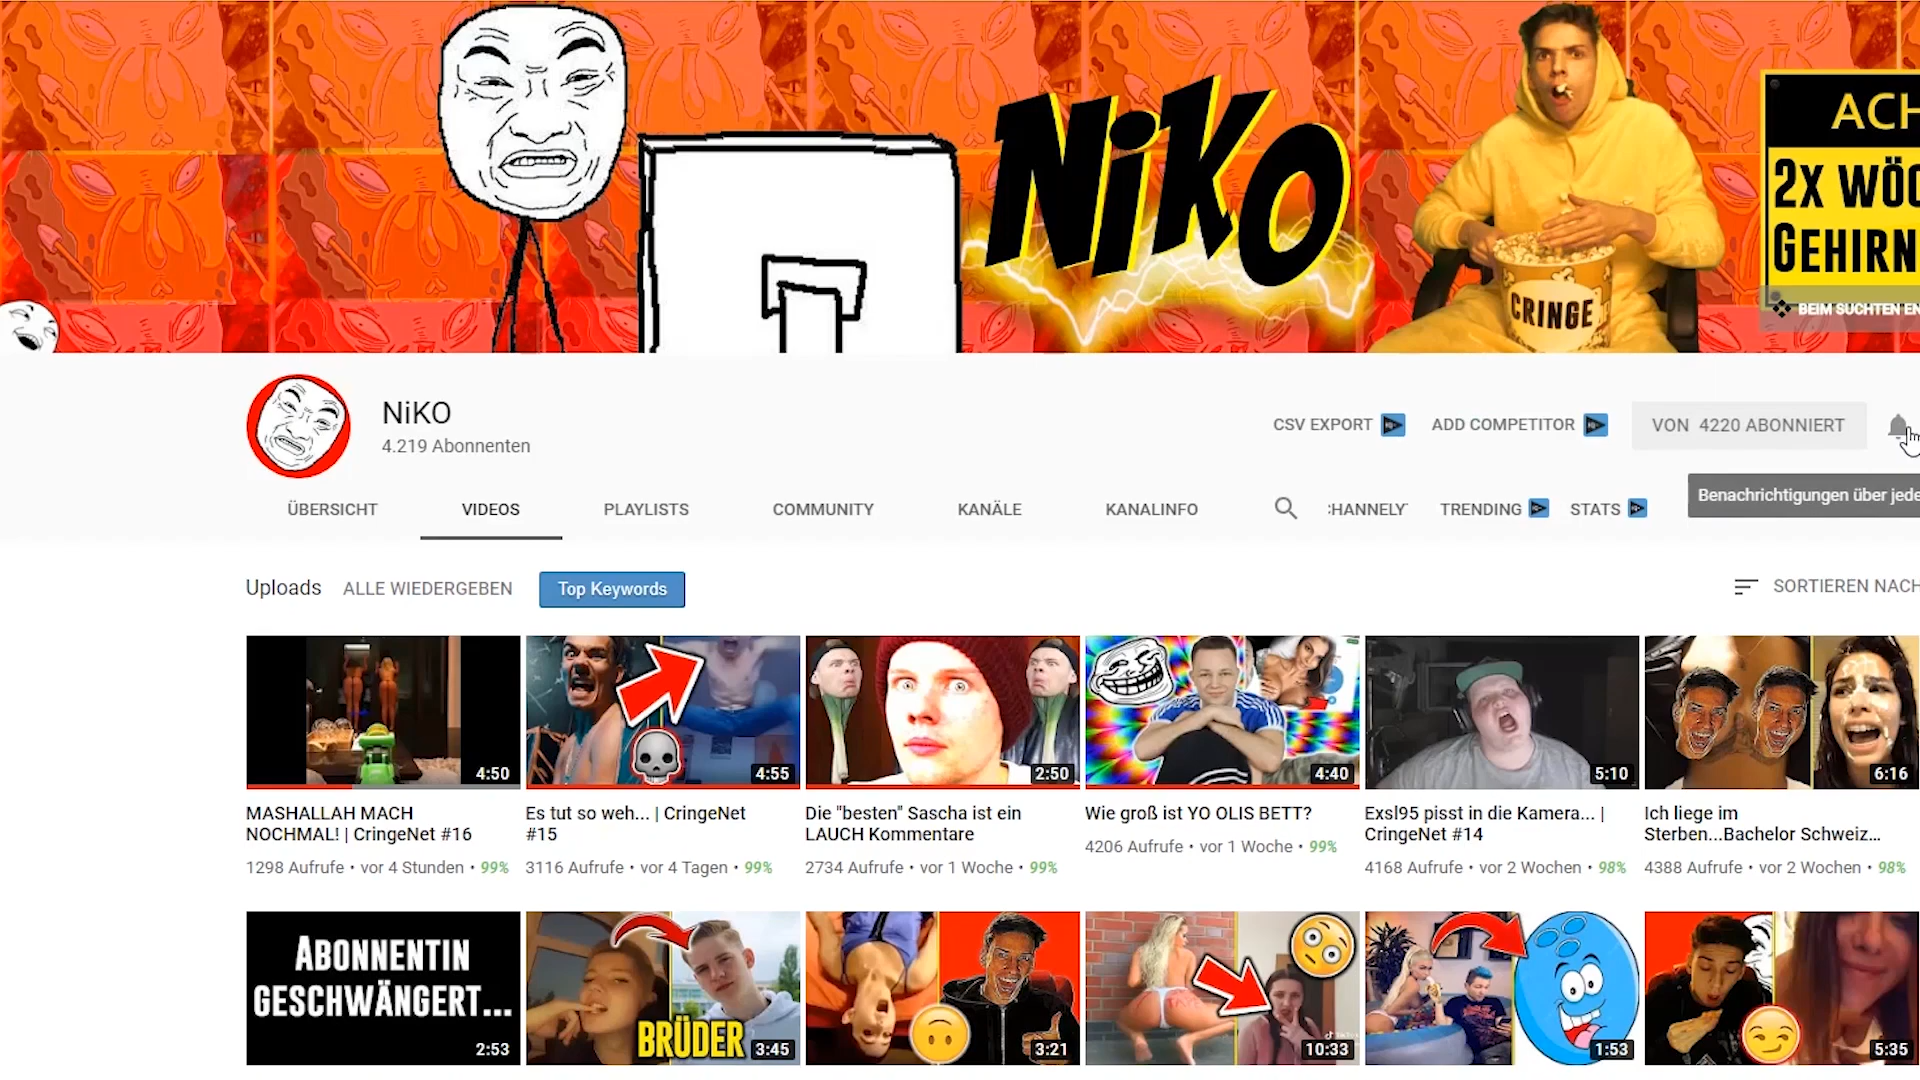 NiKO
CRINGE
ACH
2X WÖC
GEHIRN
BEIM SUCHTEN EN
NiKO
4.219 Abonnenten
CSV EXPORT
ADD COMPETITOR
VON 4220 ABONNIERT
ÜBERSICHT
VIDEOS
PLAYLISTS
COMMUNITY
KANÄLE
KANALINFO
:HANNELY
TRENDING
STATS
Benachrichtigungen über jede
Uploads
ALLE WIEDERGEBEN
Top Keywords
SORTIEREN NACH
4:50
4:55
2:50
4:40
5:10
6:16
MASHALLAH MACH
NOCHMAL! | CringeNet #16
1298 Aufrufe • vor 4 Stunden • 99%
Es tut so weh... | CringeNet
#15
3116 Aufrufe • vor 4 Tagen • 99%
Die "besten" Sascha ist ein
LAUCH Kommentare
2734 Aufrufe • vor 1 Woche • 99%
Wie groß ist YO OLIS BETT?
4206 Aufrufe • vor 1 Woche • 99%
Exsl95 pisst in die Kamera... |
CringeNet #14
4168 Aufrufe • vor 2 Wochen • 98%
Ich liege im
Sterben...Bachelor Schweiz...
4388 Aufrufe • vor 2 Wochen • 98%
ABONNENTIN
GESCHWÄNGERT...
2:53
BRÜDER
3:45
3:21
10:33
1:53
5:35